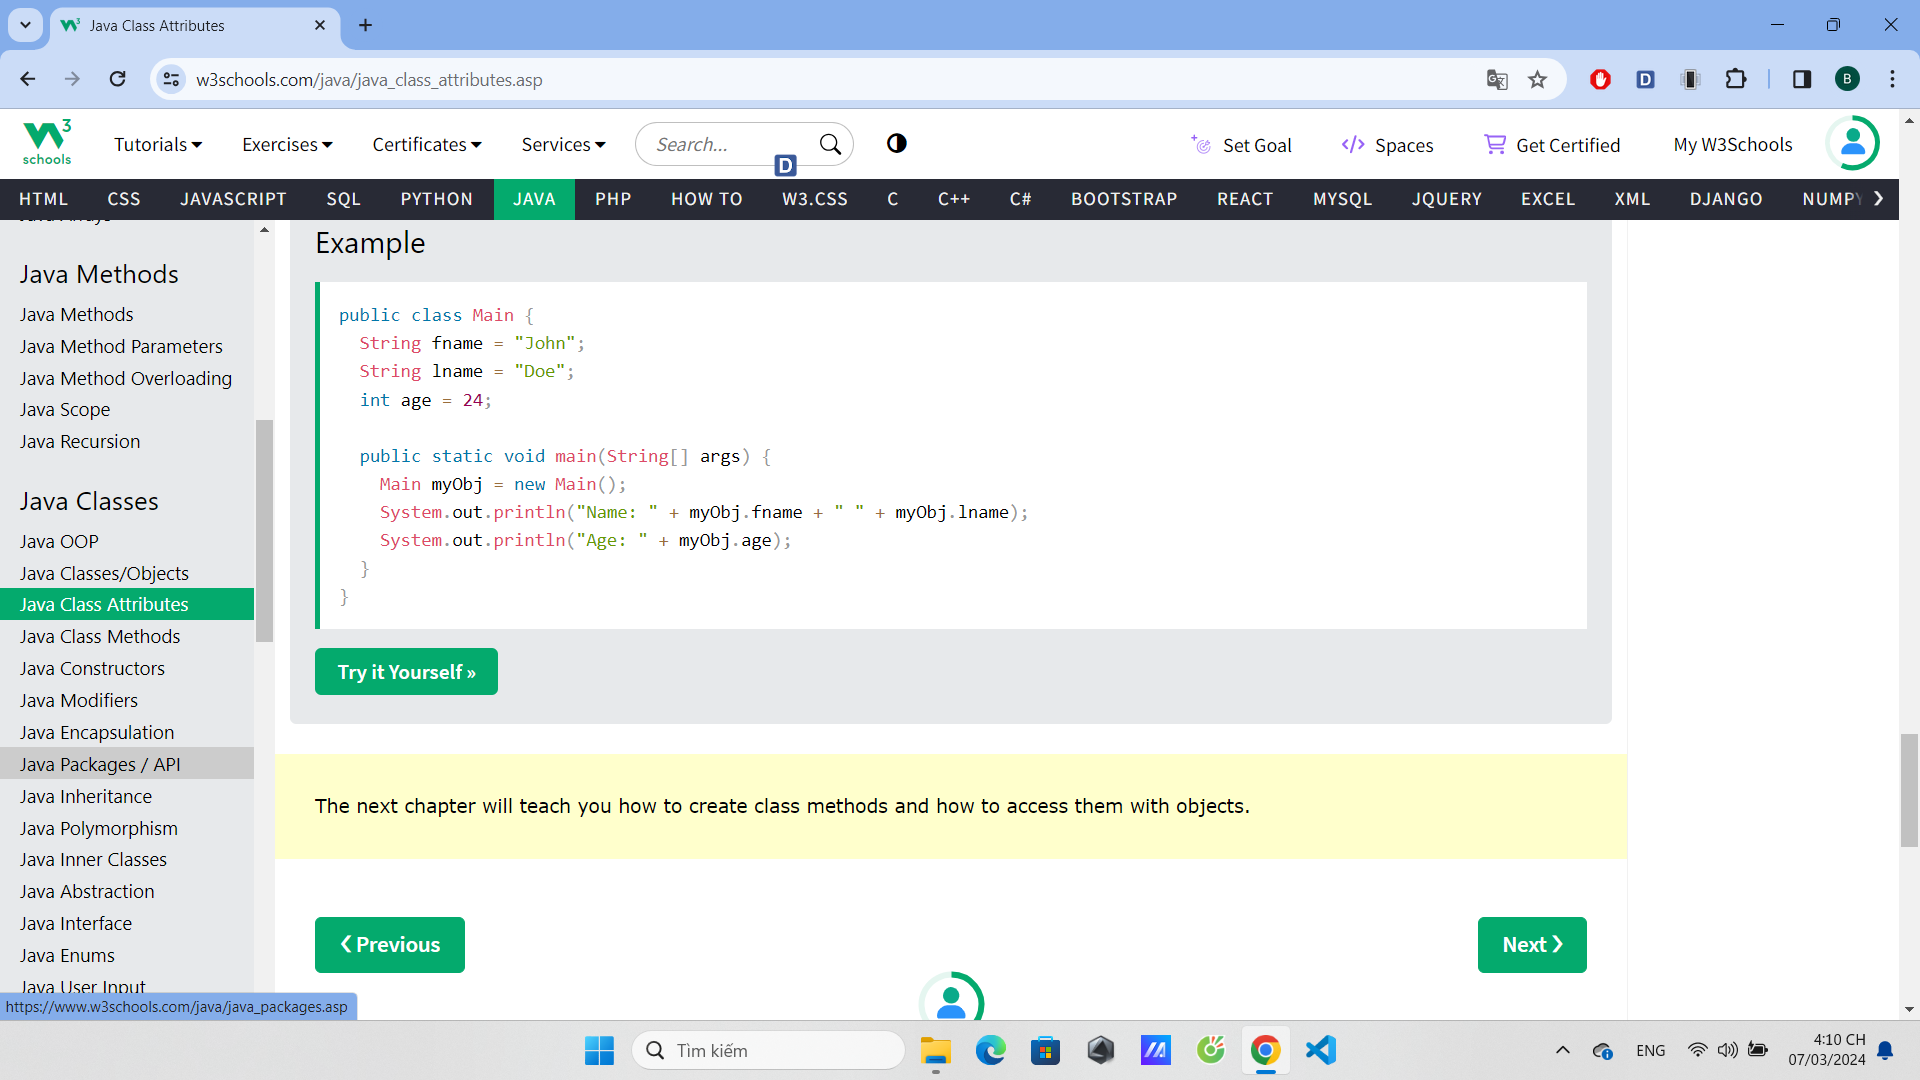 Java Class Attributes
w3schools.com/java/java_class_attributes.asp
D
B
W3
schools
Tutorials
Exercises
Certificates
Services
Search...
D
Set Goal
Spaces
Get Certified
My W3Schools
HTML
CSS
JAVASCRIPT
SQL
PYTHON
JAVA
PHP
HOW TO
W3.CSS
C
C++
C#
BOOTSTRAP
REACT
MYSQL
JQUERY
EXCEL
XML
DJANGO
NUMPY
Java Arrays
Java Methods
Java Methods
Java Method Parameters
Java Method Overloading
Java Scope
Java Recursion
Java Classes
Java OOP
Java Classes/Objects
Java Class Attributes
Java Class Methods
Java Constructors
Java Modifiers
Java Encapsulation
Java Packages / API
Java Inheritance
Java Polymorphism
Java Inner Classes
Java Abstraction
Java Interface
Java Enums
Java User Input
https://www.w3schools.com/java/java_packages.asp
Example
public class Main {
String fname = "John";
String lname = "Doe";
int age = 24;
public static void main(String[] args) {
Main myObj = new Main();
System.out.println("Name: " + myObj.fname + " " + myObj.lname);
System.out.println("Age: " + myObj.age);
}
}
Try it Yourself »
The next chapter will teach you how to create class methods and how to access them with objects.
❮ Previous
Next ❯
Tìm kiếm
ENG
4:10 CH
07/03/2024